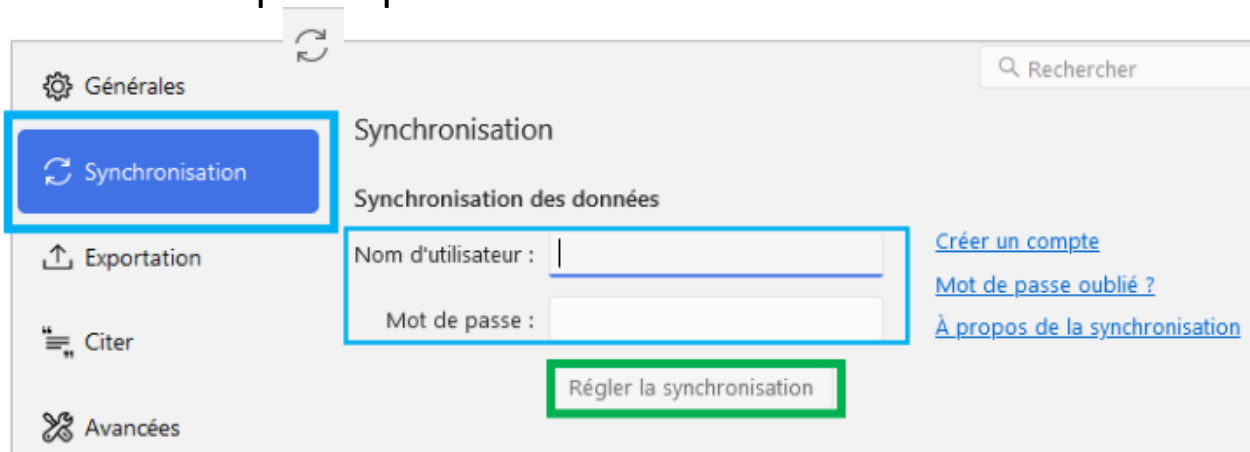 Générales
Rechercher
Synchronisation
Synchronisation
Synchronisation des données
Exportation
Nom d'utilisateur :
Créer un compte
Mot de passe oublié ?
Citer
Mot de passe :
À propos de la synchronisation
Régler la synchronisation
Avancées